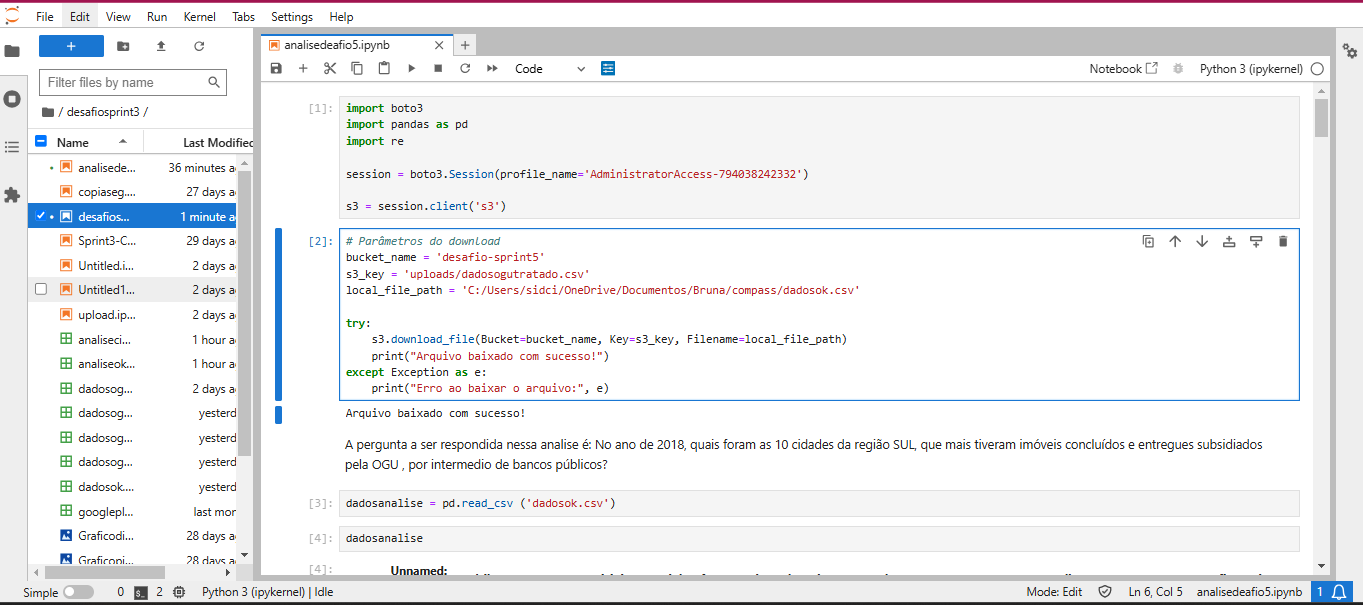 File Edit View Run Kernel Tabs Settings Help
Filter files by name
/ desafiosprint3 /
Name Last Modified
analisede... 36 minutes a
copiaseg.... 27 days a
desafios... 1 minute a
Sprint3-C... 29 days a
Untitled.i... 2 days a
Untitled1... 2 days a
upload.ip... 2 days a
analiseci... 1 hour a
analiseok... 1 hour a
dadosog... 2 days a
dadosog... yesterd
dadosog... yesterd
dadosog... yesterd
dadosok.... yesterd
googlepl... last mor
Graficodi... 28 days a
Graficopi... 28 days a
analisedeafio5.ipynb
Code
Notebook
Python 3 (ipykernel)
[1]:
import boto3
import pandas as pd
import re
session = boto3.Session(profile_name='AdministratorAccess-794038242332')
s3 = session.client('s3')
[2]:
# Parâmetros do download
bucket_name = 'desafio-sprint5'
s3_key = 'uploads/dadosogutratado.csv'
local_file_path = 'C:/Users/sidci/OneDrive/Documentos/Bruna/compass/dadosok.csv'
try:
s3.download_file(Bucket=bucket_name, Key=s3_key, Filename=local_file_path)
print("Arquivo baixado com sucesso!")
except Exception as e:
print("Erro ao baixar o arquivo:", e)
Arquivo baixado com sucesso!
A pergunta a ser respondida nessa analise é: No ano de 2018, quais foram as 10 cidades da região SUL, que mais tiveram imóveis concluídos e entregues subsidiados
pela OGU , por intermedio de bancos públicos?
[3]:
dadosanalise = pd.read_csv ('dadosok.csv')
[4]:
dadosanalise
[4]:
Unnamed:
Simple 0 2 Python 3 (ipykernel) | Idle
Mode: Edit Ln 6, Col 5 analisedeafio5.ipynb 1